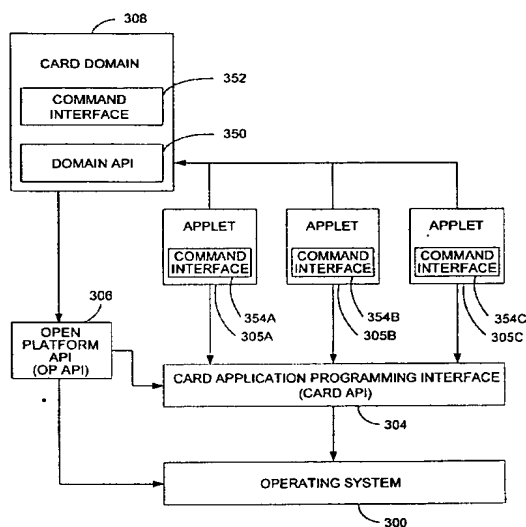 308
CARD DOMAIN
352
COMMAND
INTERFACE
350
DOMAIN API
APPLET
COMMAND
INTERFACE
354A
305A
APPLET
COMMAND
INTERFACE
354B
305B
APPLET
COMMAND
INTERFACE
354C
305C
306
OPEN
PLATFORM
API
(OP API)
CARD APPLICATION PROGRAMMING INTERFACE
(CARD API)
304
OPERATING SYSTEM
300